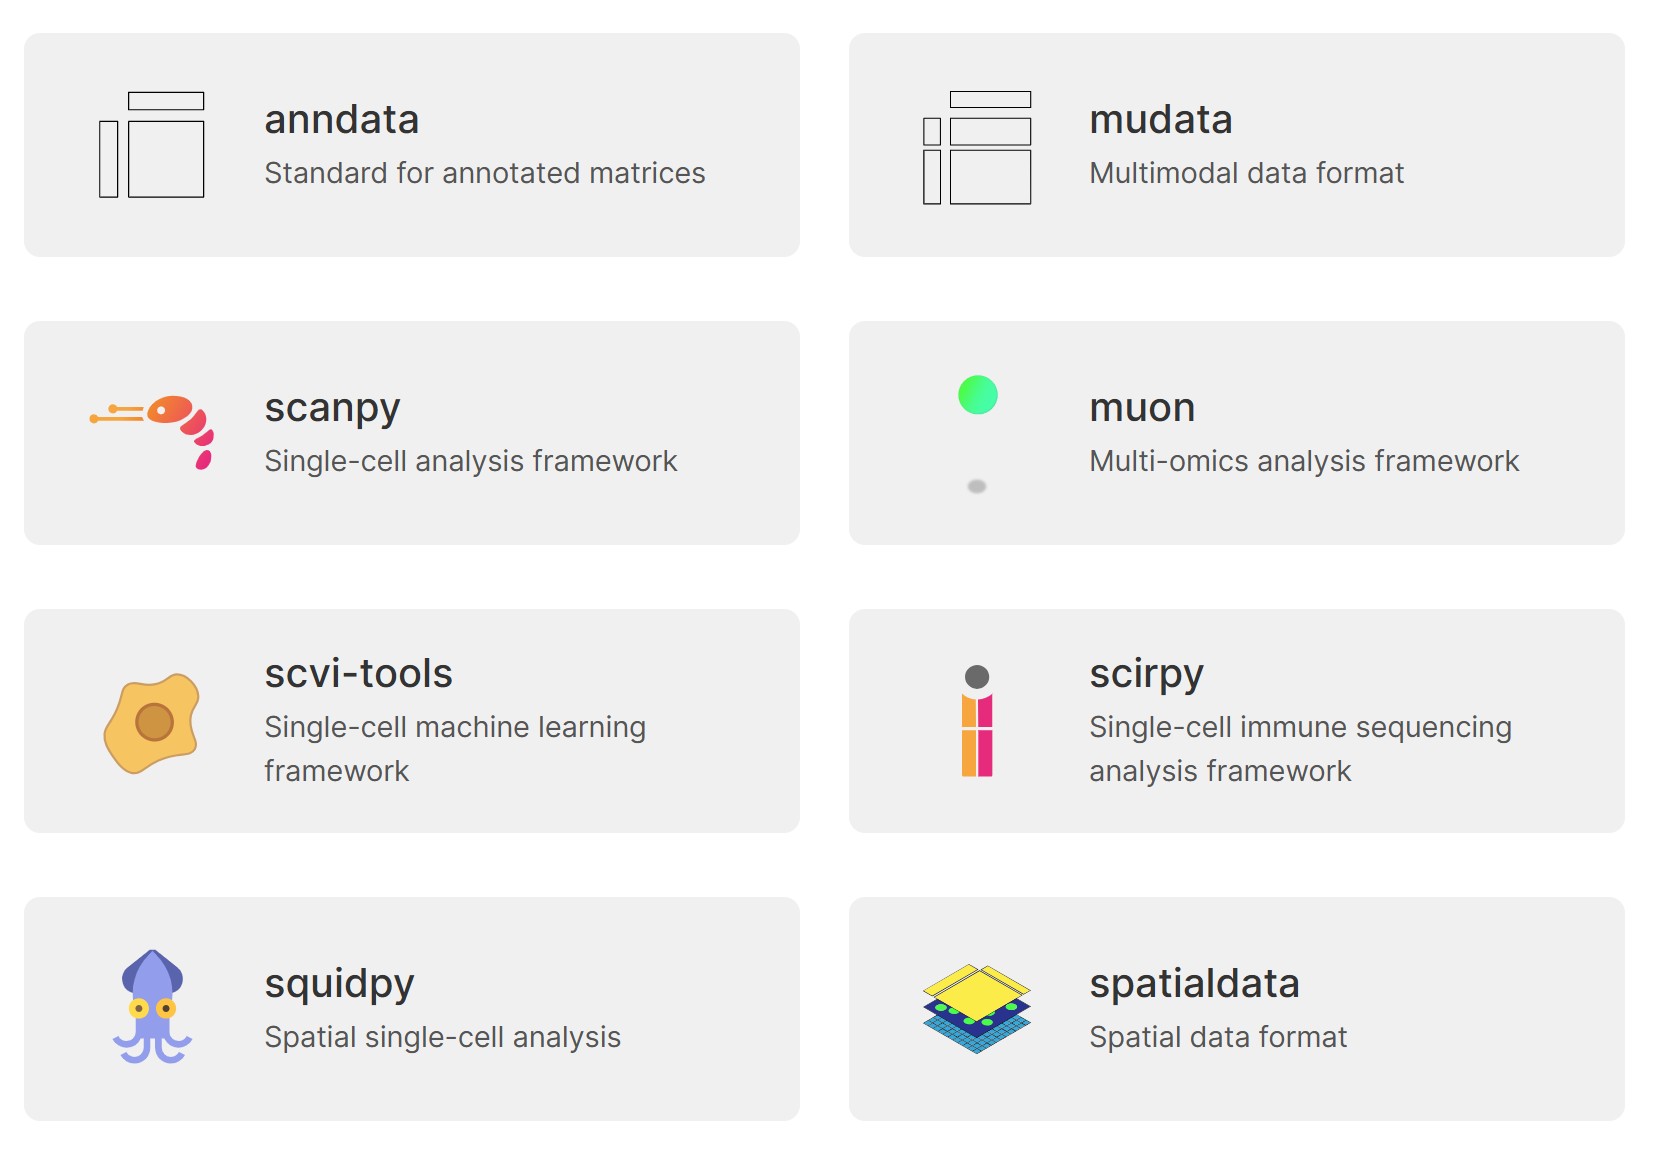 anndata
Standard for annotated matrices
mudata
Multimodal data format
scanpy
Single-cell analysis framework
muon
Multi-omics analysis framework
scvi-tools
Single-cell machine learning
framework
scirpy
Single-cell immune sequencing
analysis framework
squidpy
Spatial single-cell analysis
spatialdata
Spatial data format